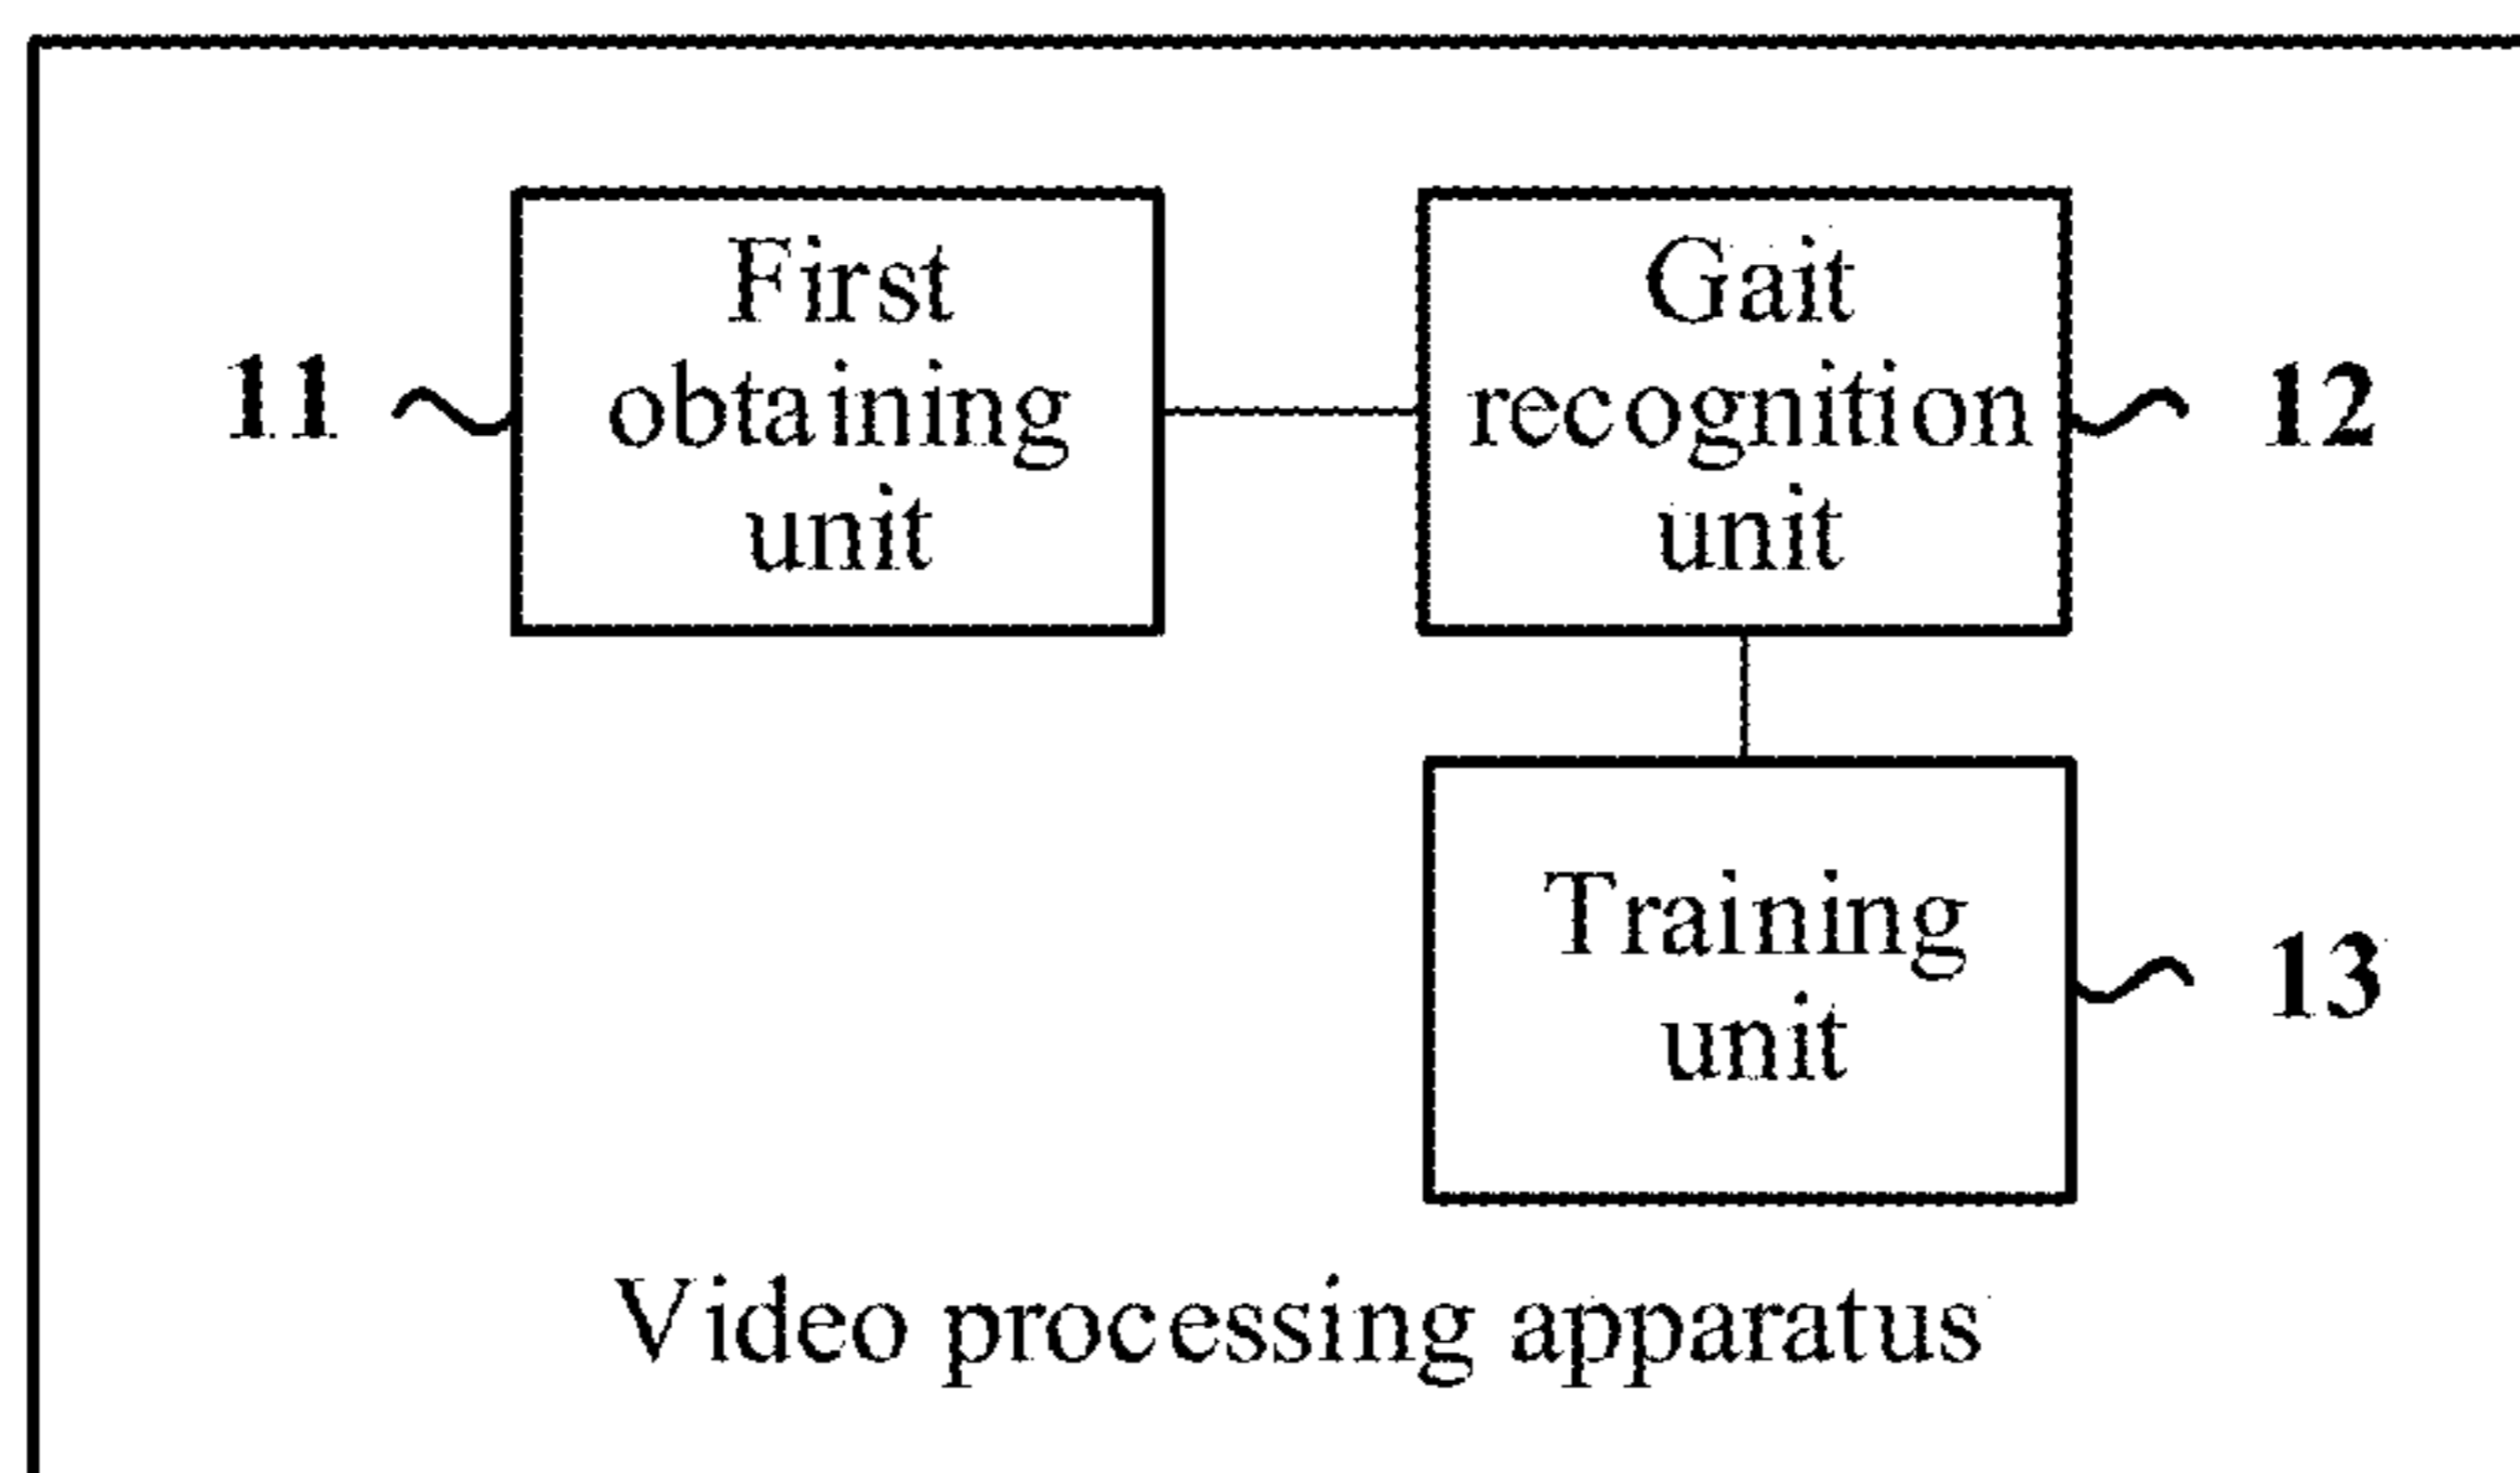 First
obtaining
unit
11
Gait
recognition
unit
12
Training
unit
13
Video processing apparatus